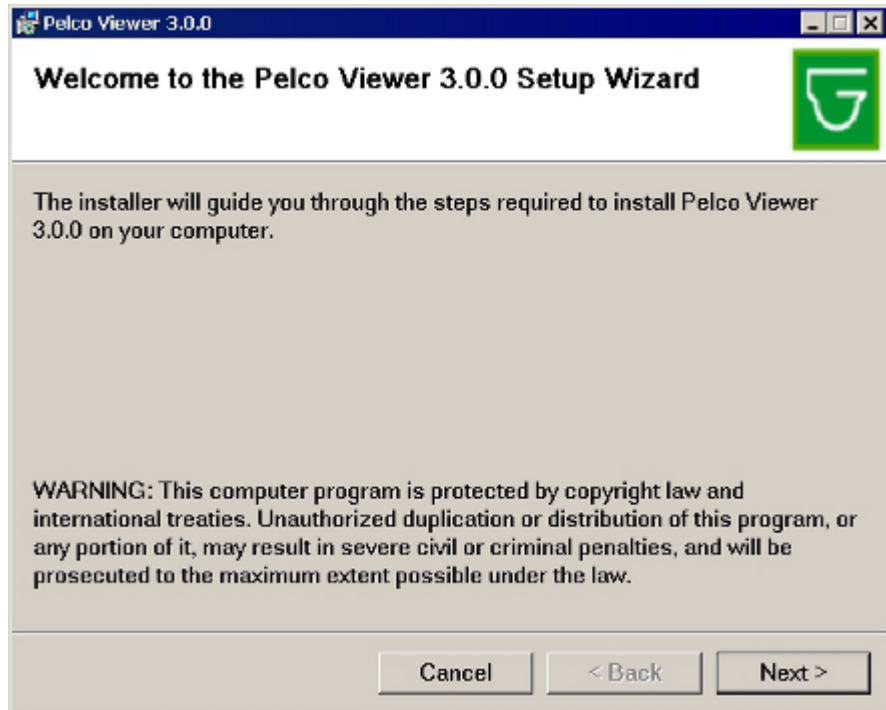 Pelco Viewer 3.0.0
Welcome to the Pelco Viewer 3.0.0 Setup Wizard
The installer will guide you through the steps required to install Pelco Viewer
3.0.0 on your computer.
WARNING: This computer program is protected by copyright law and
international treaties. Unauthorized duplication or distribution of this program, or
any portion of it, may result in severe civil or criminal penalties, and will be
prosecuted to the maximum extent possible under the law.
Cancel < Back Next >